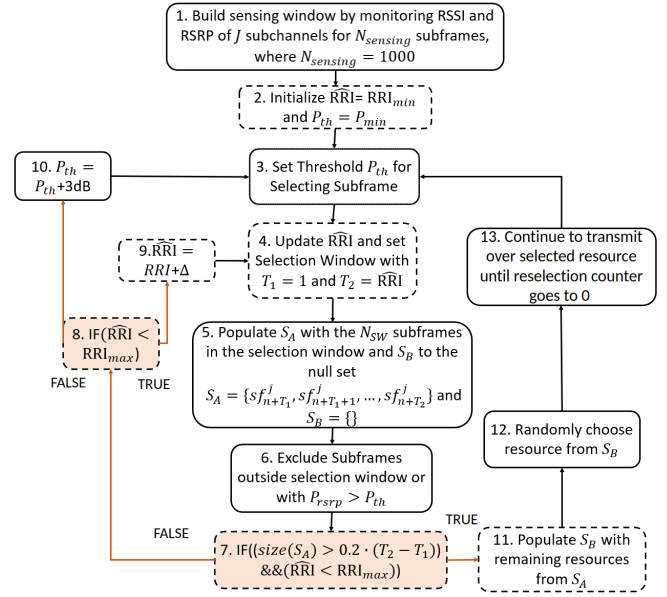 1. Build sensing window by monitoring RSSI and
RSRP of J subchannels for N_sensing subframes,
where N_sensing = 1000
2. Initialize R̂RI= RRI_min
and P_th = P_min
3. Set Threshold P_th for
Selecting Subframe
10. P_th =
P_th+3dB
4. Update R̂RI and set
Selection Window with
T_1 = 1 and T_2 = R̂RI
9.R̂RI =
RRI+Δ
13. Continue to transmit
over selected resource
until reselection counter
goes to 0
8. IF(R̂RI <
RRI_max)
FALSE
TRUE
5. Populate S_A with the N_SW subframes
in the selection window and S_B to the
null set
S_A = {sf^j_{n+T_1}, sf^j_{n+T_1+1}, ..., sf^j_{n+T_2}} and
S_B = {}
12. Randomly choose
resource from S_B
6. Exclude Subframes
outside selection window or
with P_rsrp > P_th
FALSE
TRUE
7. IF((size(S_A) > 0.2 · (T_2 − T_1))
&&(R̂RI < RRI_max))
11. Populate S_B with
remaining resources
from S_A